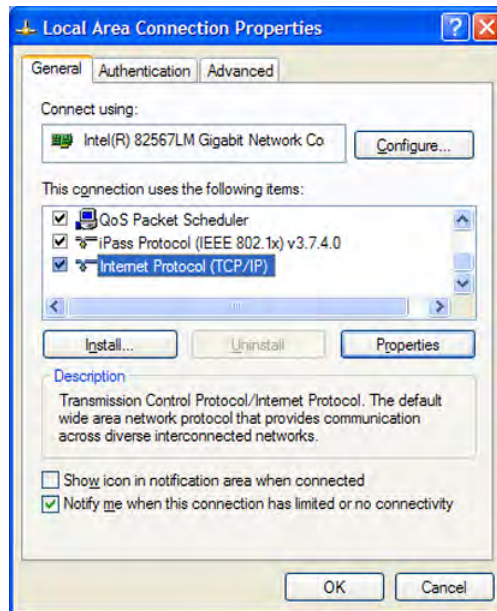 Local Area Connection Properties
General Authentication Advanced
Connect using:
Intel(R) 82567LM Gigabit Network Co
Configure...
This connection uses the following items:
QoS Packet Scheduler
iPass Protocol (IEEE 802.1x) v3.7.4.0
Internet Protocol (TCP/IP)
Install... Uninstall Properties
Description
Transmission Control Protocol/Internet Protocol. The default
wide area network protocol that provides communication
across diverse interconnected networks.
Show icon in notification area when connected
Notify me when this connection has limited or no connectivity
OK Cancel